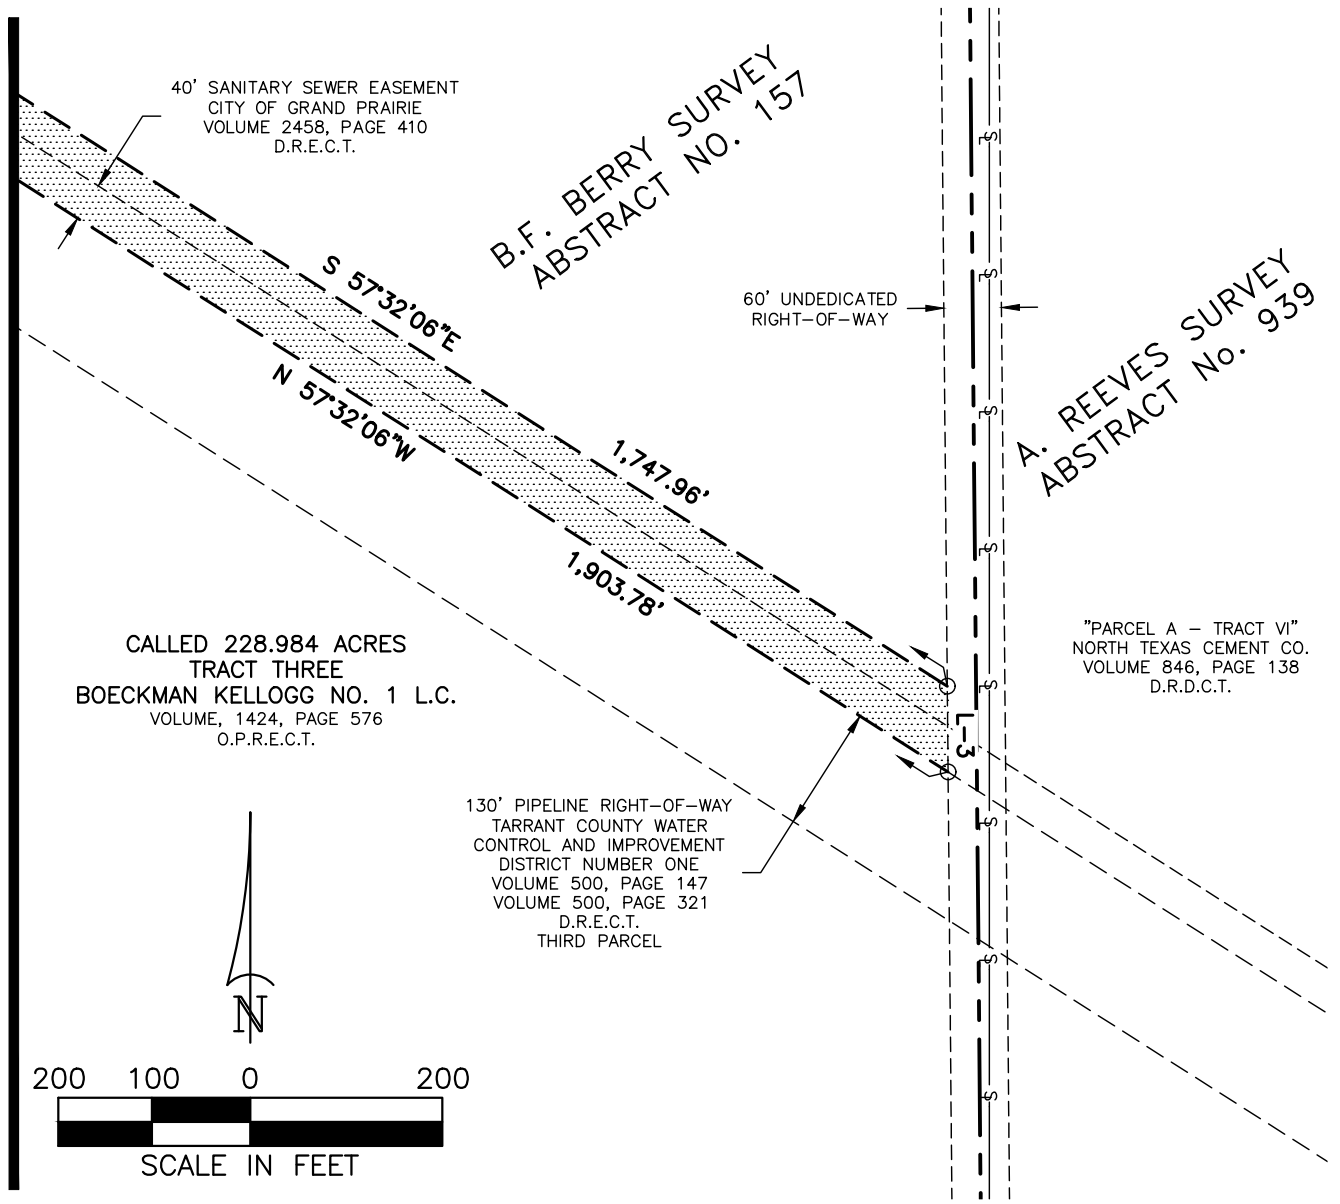 40' SANITARY SEWER EASEMENT
CITY OF GRAND PRAIRIE
VOLUME 2458, PAGE 410
D.R.E.C.T.
B.F. BERRY SURVEY
ABSTRACT NO. 157
S 57°32'06"E
1,747.96'
N 57°32'06"W
1,903.78'
60' UNDEDICATED
RIGHT-OF-WAY
A. REEVES SURVEY
ABSTRACT No. 939
S
S
S
S
S
S
S
S
"PARCEL A - TRACT VI"
NORTH TEXAS CEMENT CO.
VOLUME 846, PAGE 138
D.R.D.C.T.
L-3
CALLED 228.984 ACRES
TRACT THREE
BOECKMAN KELLOGG NO. 1 L.C.
VOLUME, 1424, PAGE 576
O.P.R.E.C.T.
130' PIPELINE RIGHT-OF-WAY
TARRANT COUNTY WATER
CONTROL AND IMPROVEMENT
DISTRICT NUMBER ONE
VOLUME 500, PAGE 147
VOLUME 500, PAGE 321
D.R.E.C.T.
THIRD PARCEL
N
200 100 0 200
SCALE IN FEET